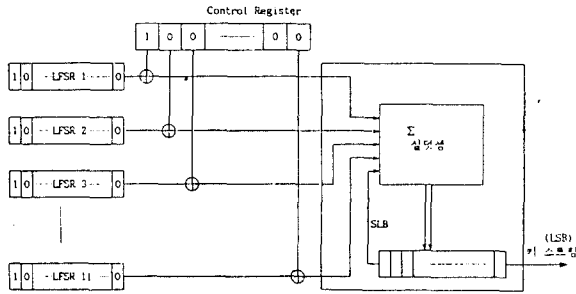 Control Register
1 0 0 0 0
1 0 LFSR 1 0
1 0 LFSR 2 0
Σ
실덧셈
1 0 LFSR 3 0
SLB
(LSB)
키 스트림
1 0 LFSR 11 0